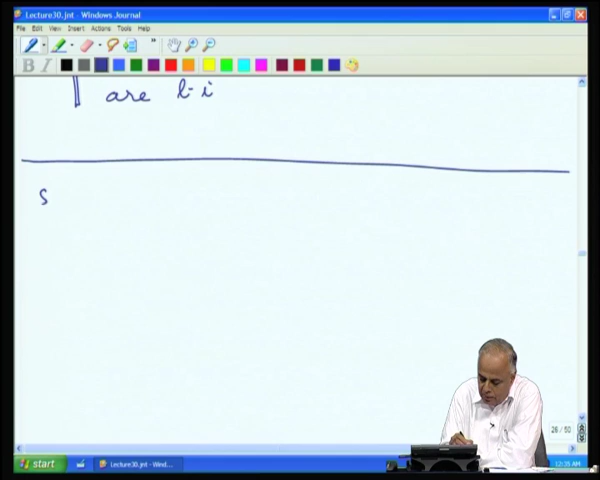 Lecture30.jnt - Windows Journal
File Edit View Insert Actions Tools Help
B I
are l·i
S
26 / 50
start
Lecture30.jnt - Wind...
12:35 AM